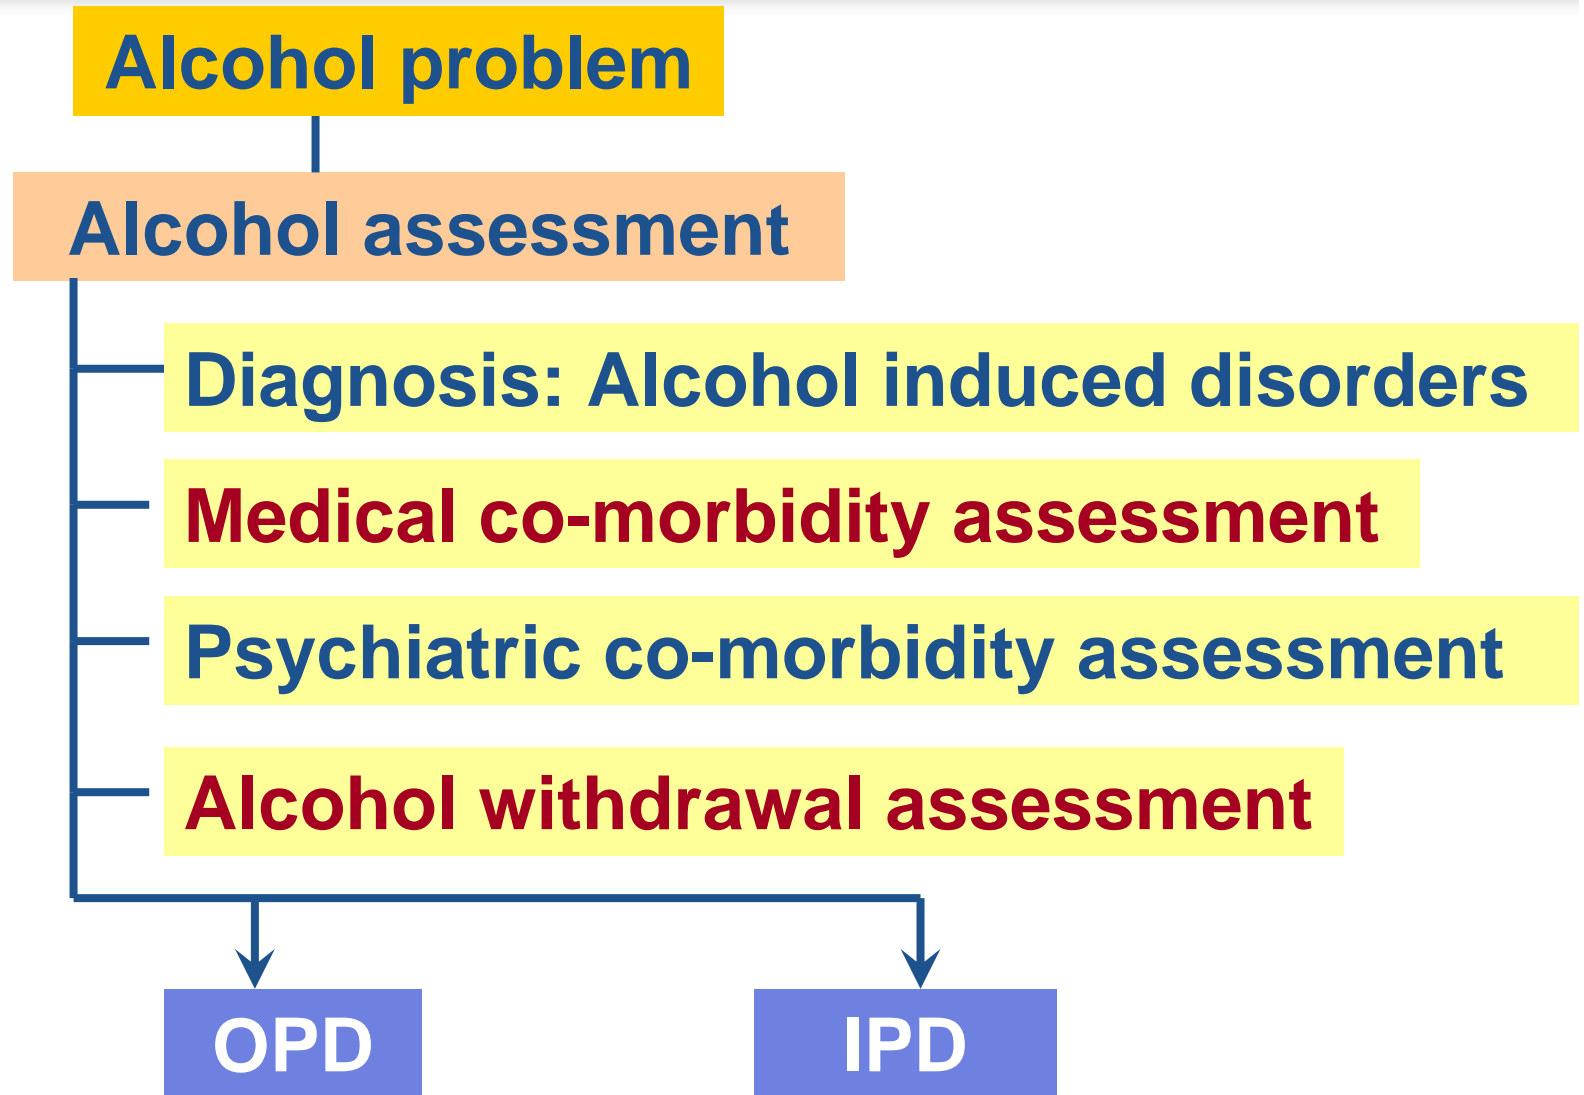 Alcohol problem
Alcohol assessment
Diagnosis: Alcohol induced disorders
Medical co-morbidity assessment
Psychiatric co-morbidity assessment
Alcohol withdrawal assessment
OPD
IPD